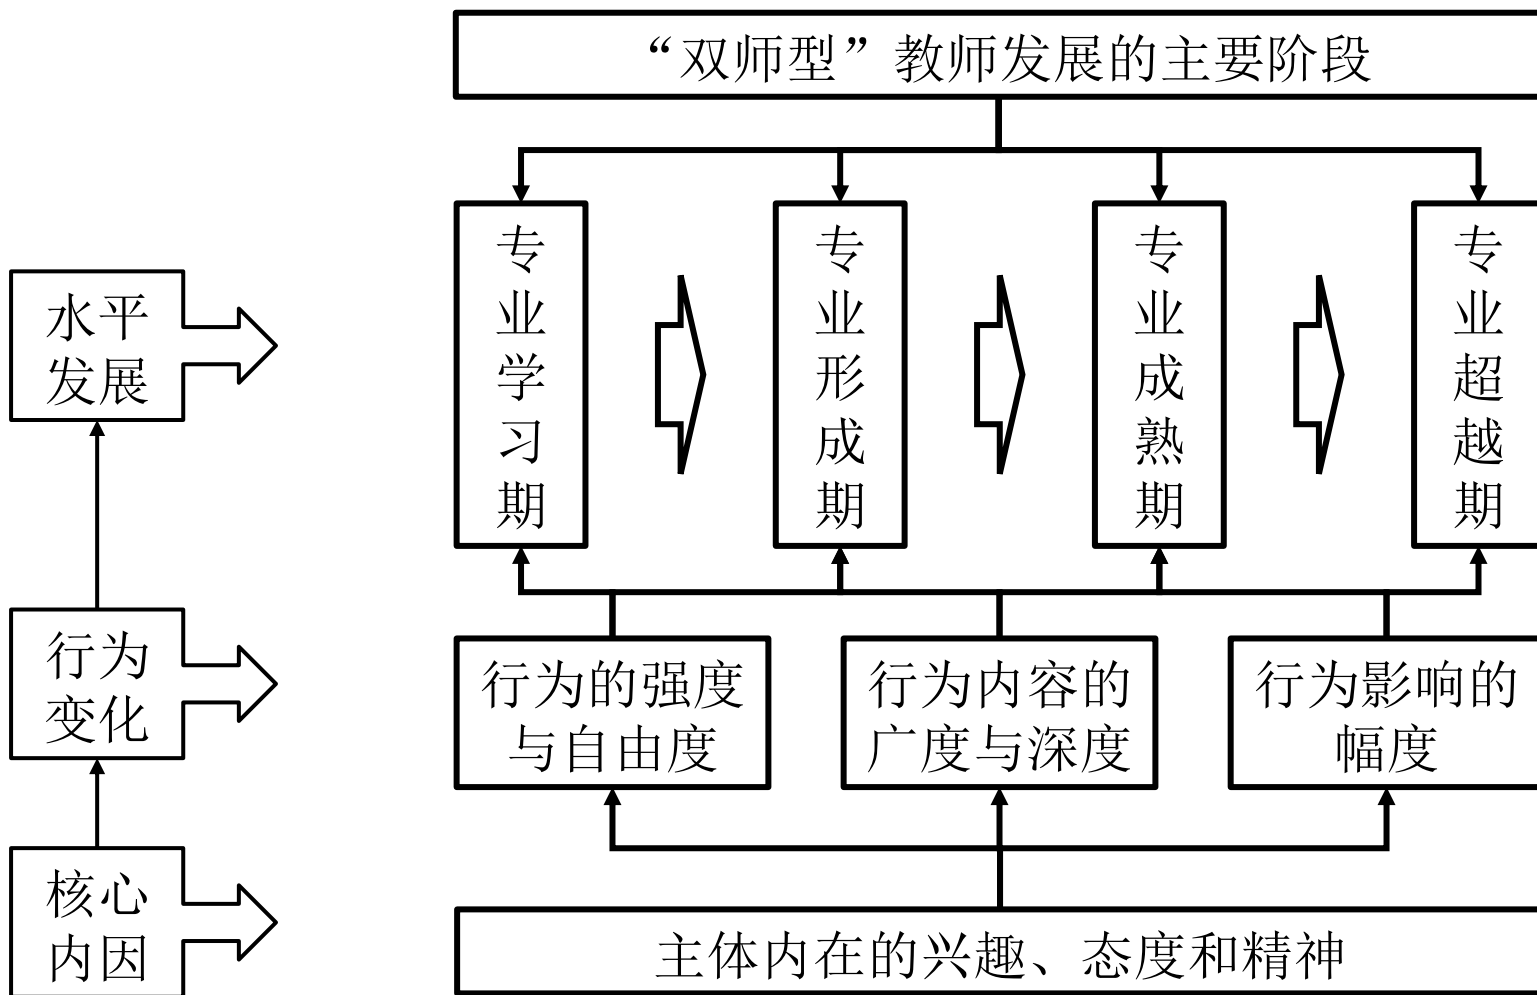 “双师型”教师发展的主要阶段
专业学习期
专业形成期
专业成熟期
专业超越期
水平
发展
行为
变化
行为的强度
与自由度
行为内容的
广度与深度
行为影响的
幅度
核心
内因
主体内在的兴趣、态度和精神